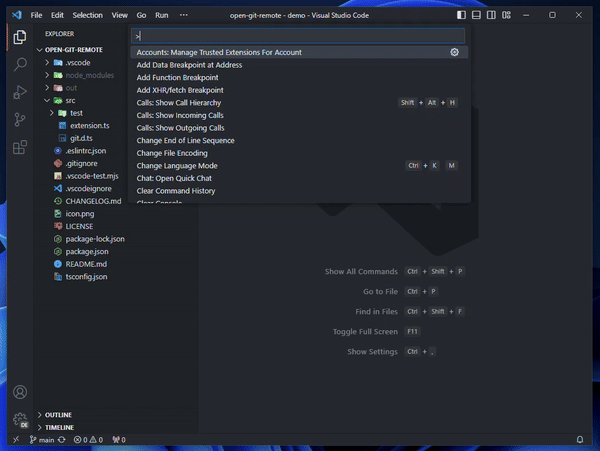 File Edit Selection View Go Run ··· open-git-remote - demo - Visual Studio Code
EXPLORER
OPEN-GIT-REMOTE
.vscode
node_modules
out
src
test
extension.ts
git.d.ts
.eslintrc.json
.gitignore
.vscode-test.mjs
.vscodeignore
CHANGELOG.md
icon.png
LICENSE
package-lock.json
package.json
README.md
tsconfig.json
OUTLINE
TIMELINE
>
Accounts: Manage Trusted Extensions For Account
Add Data Breakpoint at Address
Add Function Breakpoint
Add XHR/fetch Breakpoint
Calls: Show Call Hierarchy Shift + Alt + H
Calls: Show Incoming Calls
Calls: Show Outgoing Calls
Change End of Line Sequence
Change File Encoding
Change Language Mode Ctrl + K M
Chat: Open Quick Chat
Clear Command History
Clear Console
Show All Commands Ctrl + Shift + P
Go to File Ctrl + P
Find in Files Ctrl + Shift + F
Toggle Full Screen F11
Show Settings Ctrl + ,
DE
main 0 0 0